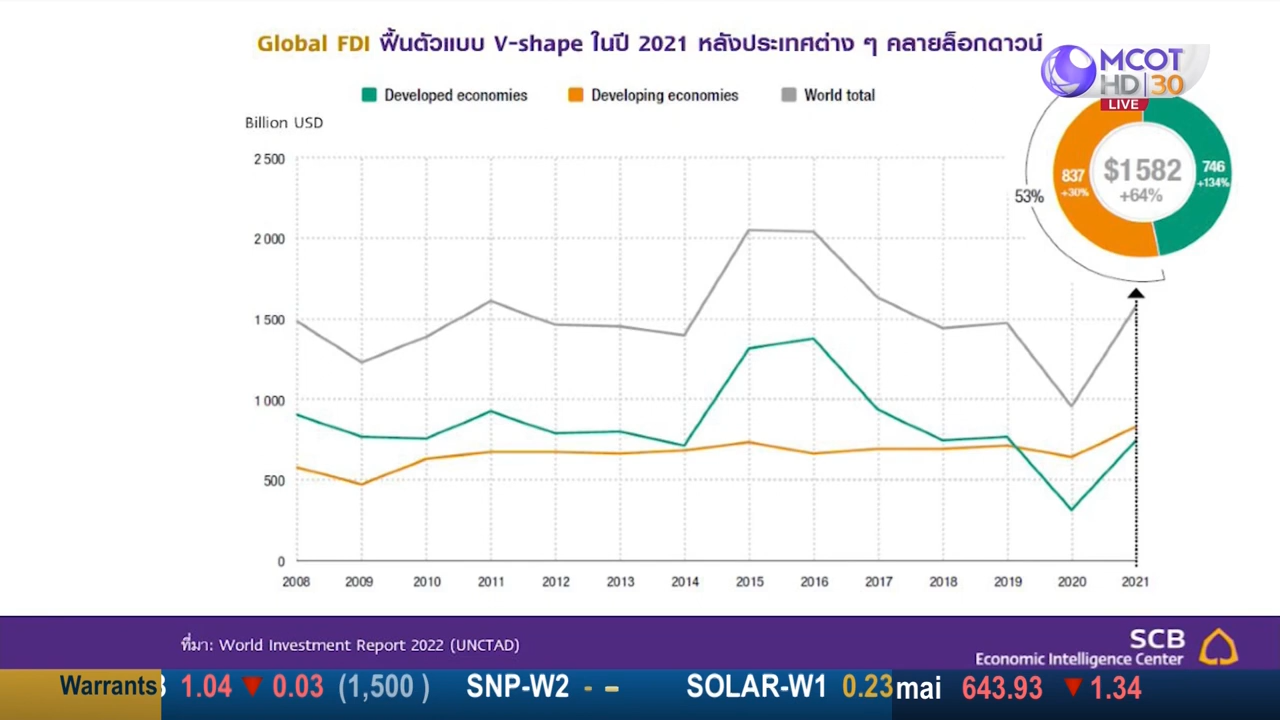 Global FDI ฟื้นตัวแบบ V-shape ในปี 2021 หลังประเทศต่าง ๆ คลายล็อกดาวน์
MCOT
HD 30
LIVE
Developed economies Developing economies World total
Billion USD
2 500
2 000
1 500
1 000
500
0
2008 2009 2010 2011 2012 2013 2014 2015 2016 2017 2018 2019 2020 2021
53%
837
+30%
$1 582
+64%
746
+134%
ที่มา: World Investment Report 2022 (UNCTAD)
SCB
Economic Intelligence Center
Warrants 1.04 ▼ 0.03 (1,500 ) SNP-W2 - – SOLAR-W1 0.23 mai 643.93 ▼ 1.34